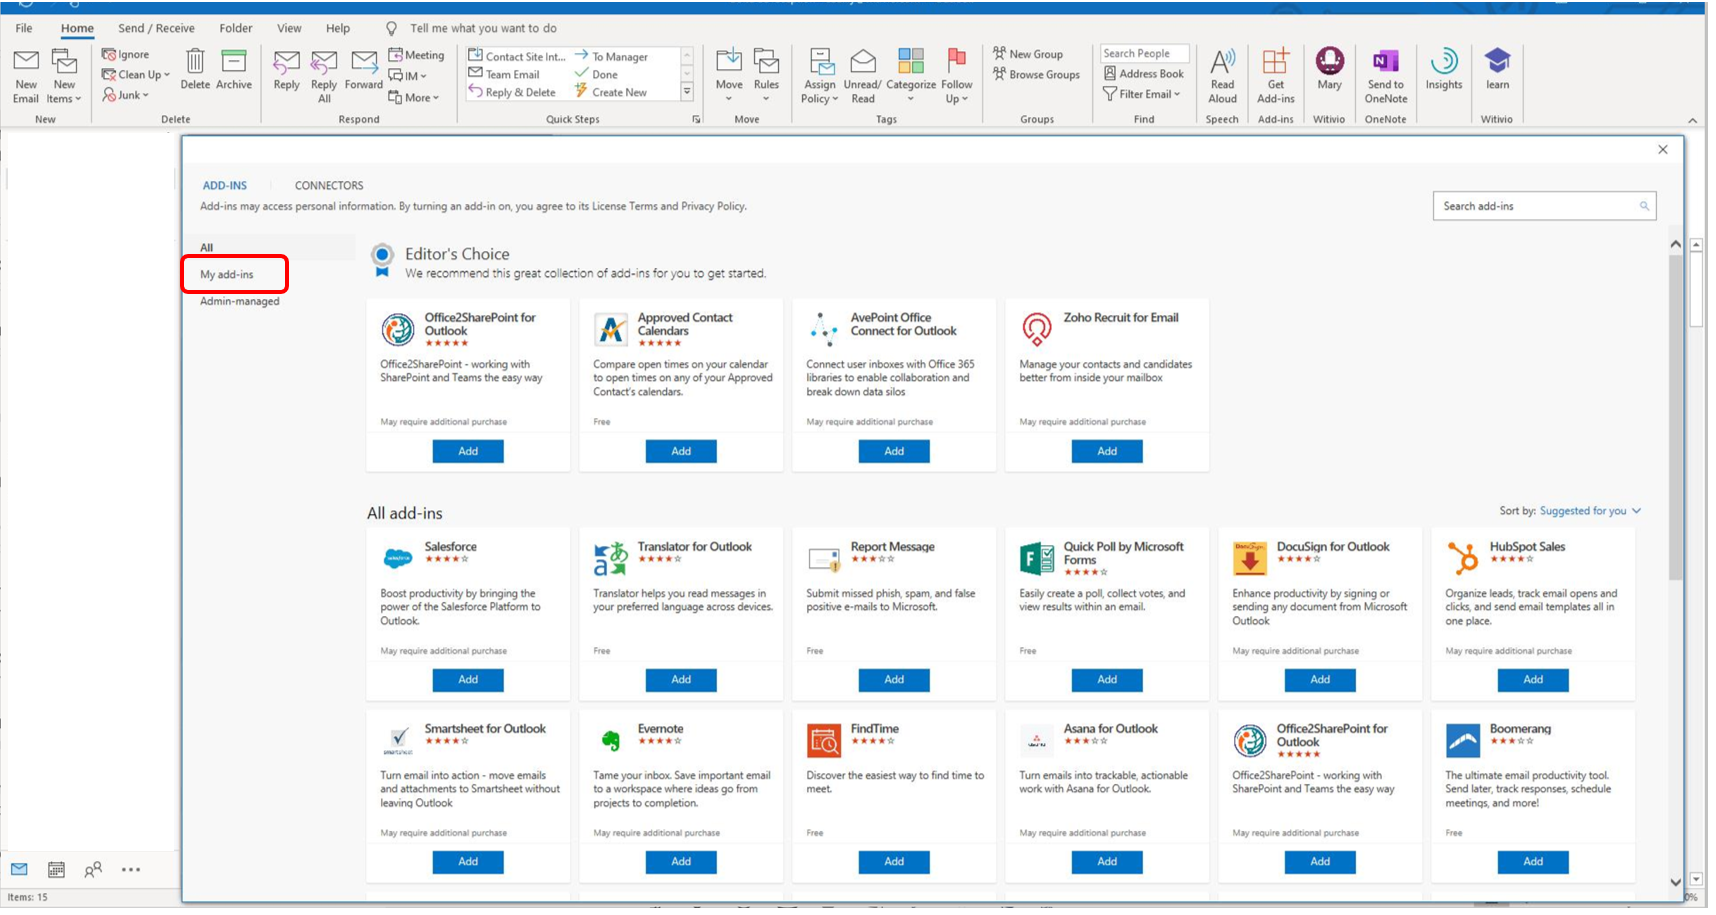 File Home Send / Receive Folder View Help Tell me what you want to do
New Email
New Items
New
Ignore
Clean Up
Junk
Delete
Archive
Delete
Reply
Reply All
Forward
Meeting
IM
More
Respond
Contact Site Int...
Team Email
Reply & Delete
To Manager
Done
Create New
Quick Steps
Move
Rules
Move
Assign Policy
Unread/ Read
Categorize
Follow Up
Tags
New Group
Browse Groups
Groups
Search People
Address Book
Filter Email
Find
Read Aloud
Speech
Get Add-ins
Add-ins
Mary
Witivio
Send to OneNote
OneNote
Insights
learn
Witivio
ADD-INS CONNECTORS
Add-ins may access personal information. By turning an add-in on, you agree to its License Terms and Privacy Policy.
Search add-ins
All
My add-ins
Admin-managed
Editor's Choice
We recommend this great collection of add-ins for you to get started.
Office2SharePoint for
Outlook
Office2SharePoint - working with
SharePoint and Teams the easy way
May require additional purchase
Add
Approved Contact
Calendars
Compare open times on your calendar
to open times on any of your Approved
Contact's calendars.
Free
Add
AvePoint Office
Connect for Outlook
Connect user inboxes with Office 365
libraries to enable collaboration and
break down data silos
May require additional purchase
Add
Zoho Recruit for Email
Manage your contacts and candidates
better from inside your mailbox
May require additional purchase
Add
All add-ins
Sort by: Suggested for you
Salesforce
Boost productivity by bringing the
power of the Salesforce Platform to
Outlook.
May require additional purchase
Add
Translator for Outlook
Translator helps you read messages in
your preferred language across devices.
Free
Add
Report Message
Submit missed phish, spam, and false
positive e-mails to Microsoft.
Free
Add
Quick Poll by Microsoft
Forms
Easily create a poll, collect votes, and
view results within an email.
Free
Add
DocuSign for Outlook
Enhance productivity by signing or
sending any document from Microsoft
Outlook
May require additional purchase
Add
HubSpot Sales
Organize leads, track email opens and
clicks, and send email templates all in
one place.
May require additional purchase
Add
Smartsheet for Outlook
Turn email into action - move emails
and attachments to Smartsheet without
leaving Outlook
May require additional purchase
Add
Evernote
Tame your inbox. Save important email
to a workspace where ideas go from
projects to completion.
May require additional purchase
Add
FindTime
Discover the easiest way to find time to
meet.
Free
Add
Asana for Outlook
Turn emails into trackable, actionable
work with Asana for Outlook.
May require additional purchase
Add
Office2SharePoint for
Outlook
Office2SharePoint - working with
SharePoint and Teams the easy way
May require additional purchase
Add
Boomerang
The ultimate email productivity tool.
Send later, track responses, schedule
meetings, and more!
Free
Add
Items: 15